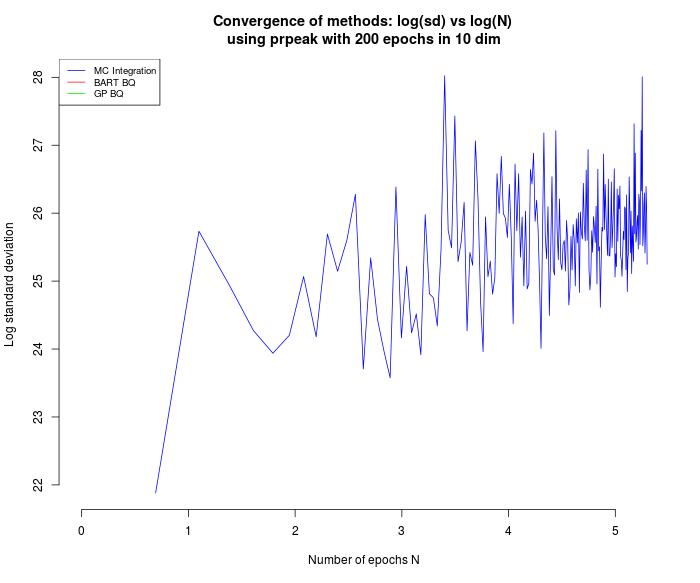 Convergence of methods: log(sd) vs log(N)
using prpeak with 200 epochs in 10 dim
MC Integration
BART BQ
GP BQ
Log standard deviation
28
27
26
25
24
23
22
0 1 2 3 4 5
Number of epochs N